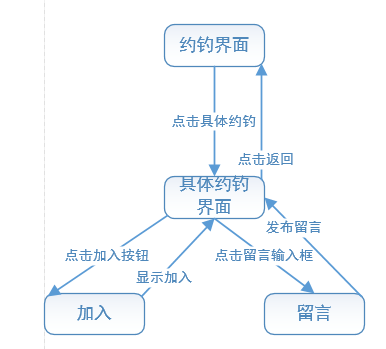 约钓界面
点击具体约钓
点击返回
具体约钓
界面
发布留言
点击加入按钮
点击留言输入框
显示加入
加入
留言